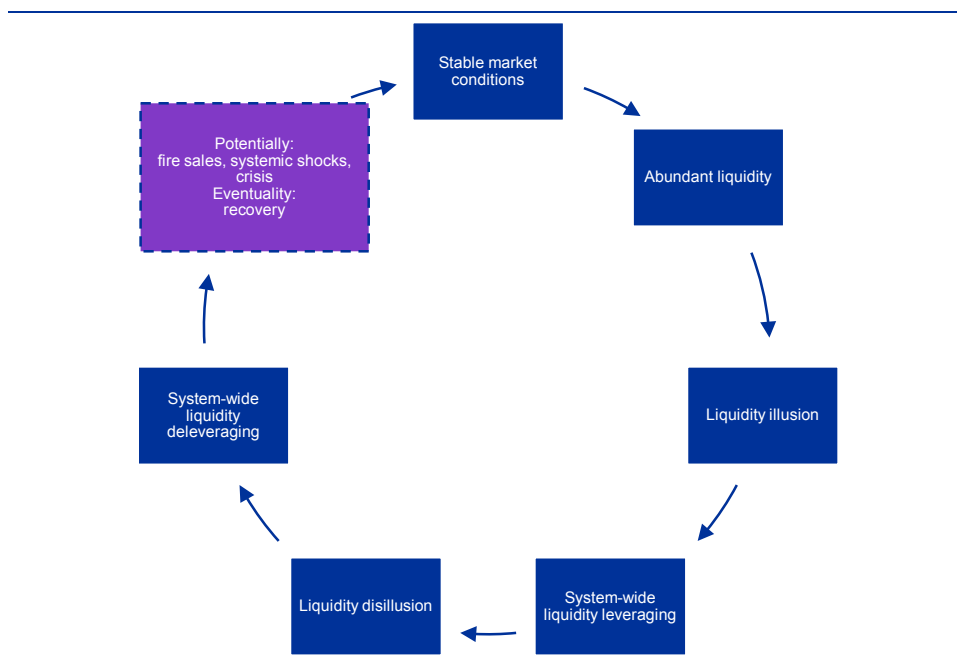 Stable market
conditions
Potentially:
fire sales, systemic shocks,
crisis
Eventuality:
recovery
Abundant liquidity
System-wide
liquidity
deleveraging
Liquidity illusion
Liquidity disillusion
System-wide
liquidity leveraging